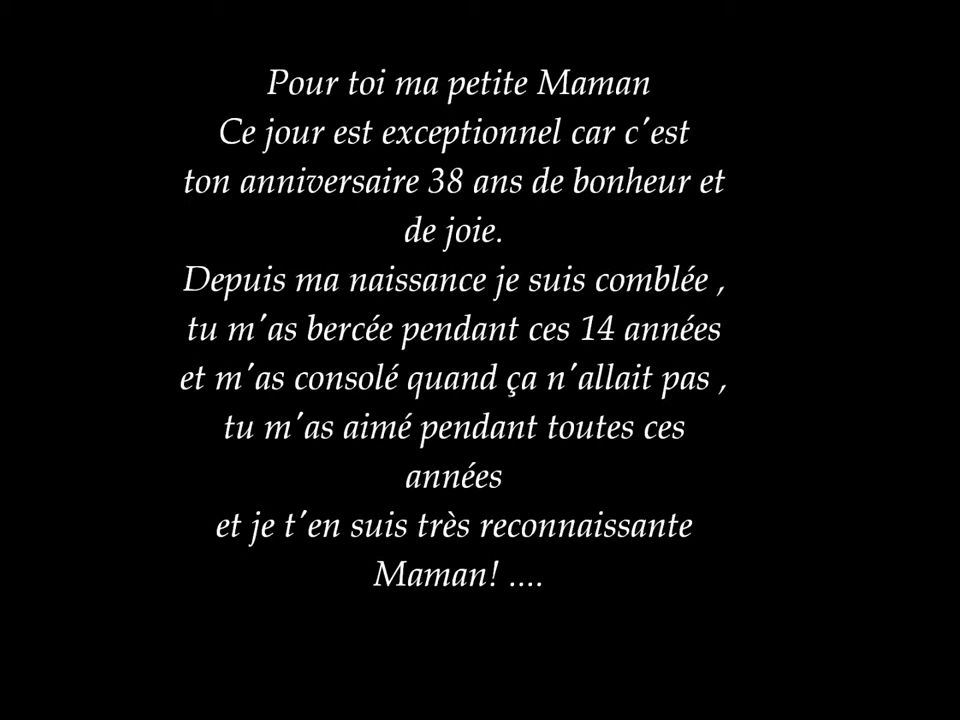 Pour toi ma petite Maman
Ce jour est exceptionnel car c'est
ton anniversaire 38 ans de bonheur et
de joie.
Depuis ma naissance je suis comblée ,
tu m'as bercée pendant ces 14 années
et m'as consolé quand ça n'allait pas ,
tu m'as aimé pendant toutes ces
années
et je t'en suis très reconnaissante
Maman! ....